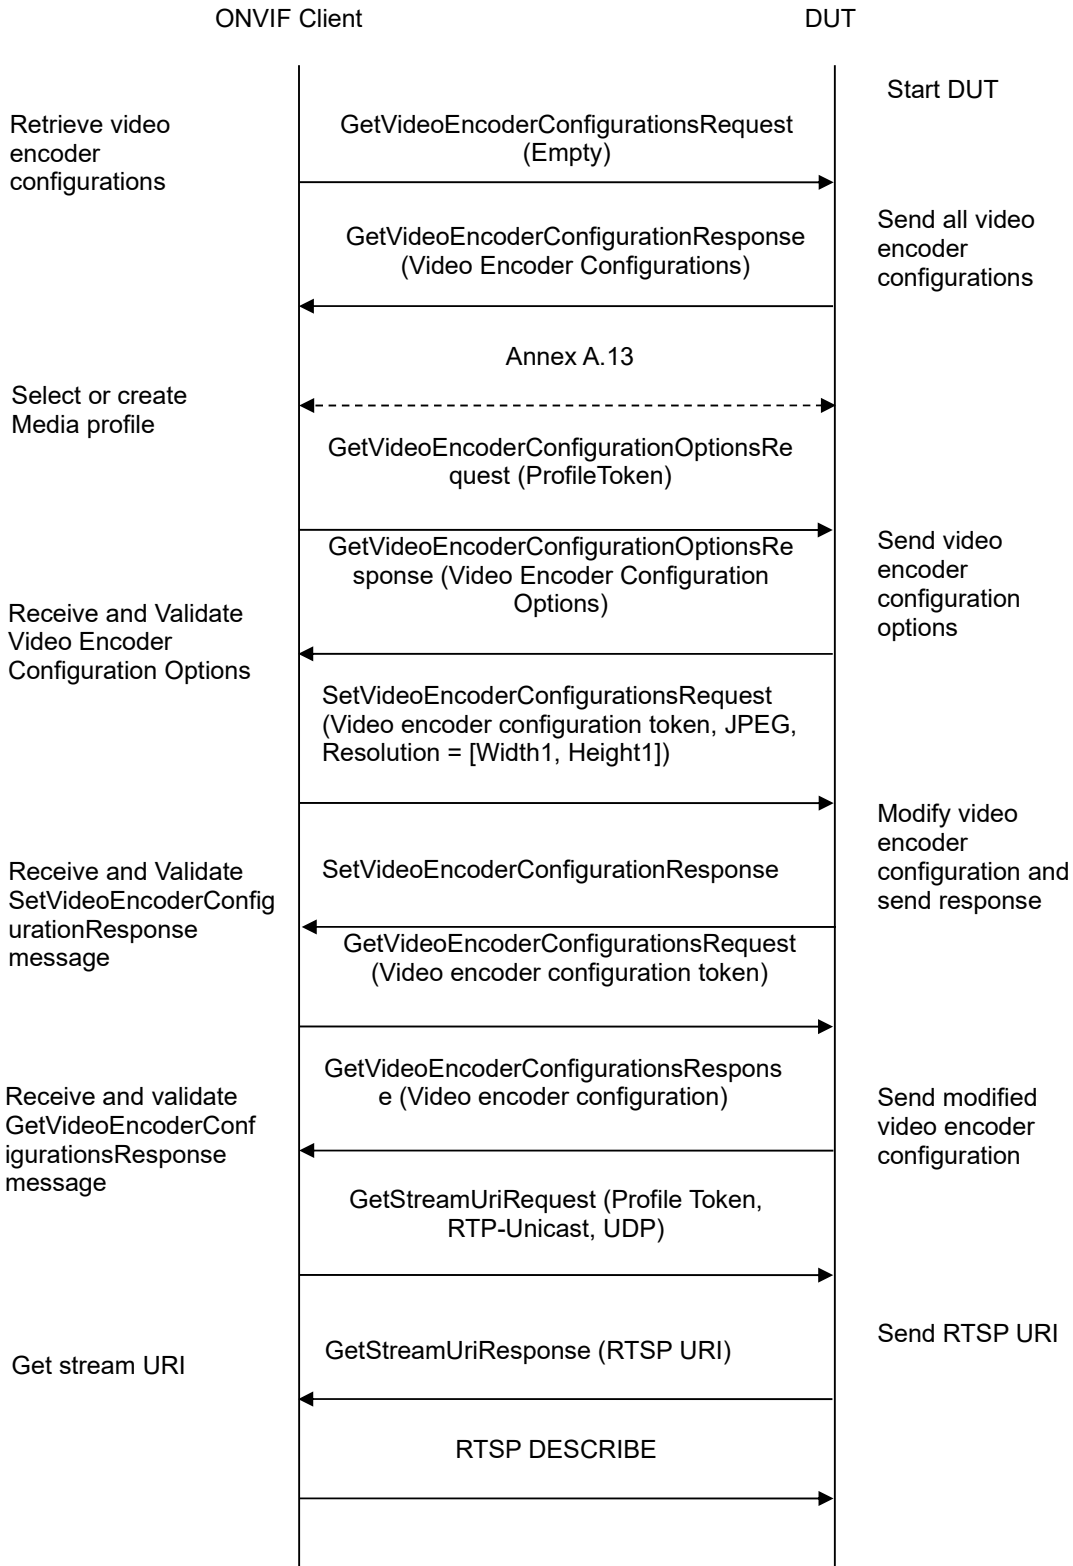 ONVIF Client
DUT
Start DUT
Retrieve video
encoder
configurations
GetVideoEncoderConfigurationsRequest
(Empty)
Send all video
encoder
configurations
GetVideoEncoderConfigurationResponse
(Video Encoder Configurations)
Annex A.13
Select or create
Media profile
GetVideoEncoderConfigurationOptionsRe
quest (ProfileToken)
Send video
encoder
configuration
options
GetVideoEncoderConfigurationOptionsRe
sponse (Video Encoder Configuration
Options)
Receive and Validate
Video Encoder
Configuration Options
SetVideoEncoderConfigurationsRequest
(Video encoder configuration token, JPEG,
Resolution = [Width1, Height1])
Modify video
encoder
configuration and
send response
Receive and Validate
SetVideoEncoderConfig
urationResponse
message
SetVideoEncoderConfigurationResponse
GetVideoEncoderConfigurationsRequest
(Video encoder configuration token)
GetVideoEncoderConfigurationsRespons
e (Video encoder configuration)
Receive and validate
GetVideoEncoderConf
igurationsResponse
message
Send modified
video encoder
configuration
GetStreamUriRequest (Profile Token,
RTP-Unicast, UDP)
Send RTSP URI
Get stream URI
GetStreamUriResponse (RTSP URI)
RTSP DESCRIBE